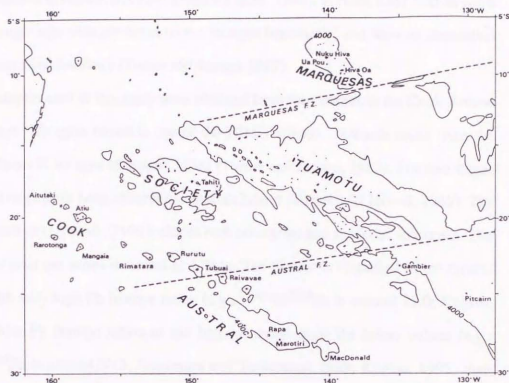 160°
150°
140°
130°W
5°S
4000
Nuku Hiva
Ua Pou
Hiva Oa
MARQUESAS
10°
10°
MARQUESAS F.Z.
TUAMOTU
Tahiti
SOCIETY
Aitutaki
Atiu
COOK
20°
20°
Rarotonga
Mangaia
Rurutu
Rimatara
Tubuai
Raivavae
AUSTRAL F.Z.
Gambier
Pitcairn
4000
AUSTRAL
4000
Rapa
Marotiri
MacDonald
30°
30°
160°
150°
140°
130°W